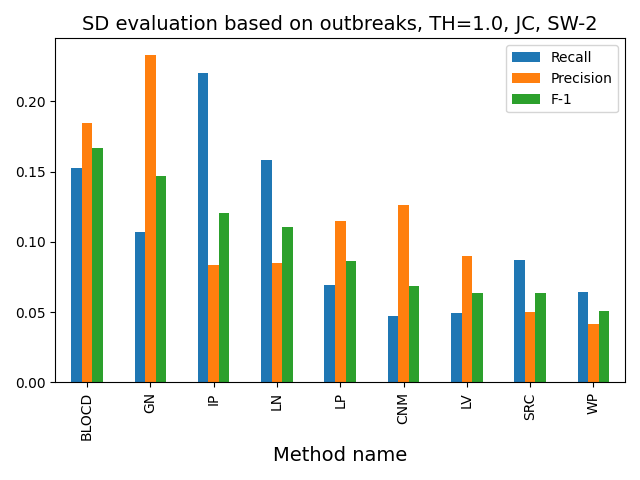 SD evaluation based on outbreaks, TH=1.0, JC, SW-2
Recall
Precision
F-1
0.20
0.15
0.10
0.05
0.00
BLOCD
GN
IP
LN
LP
CNM
LV
SRC
WP
Method name